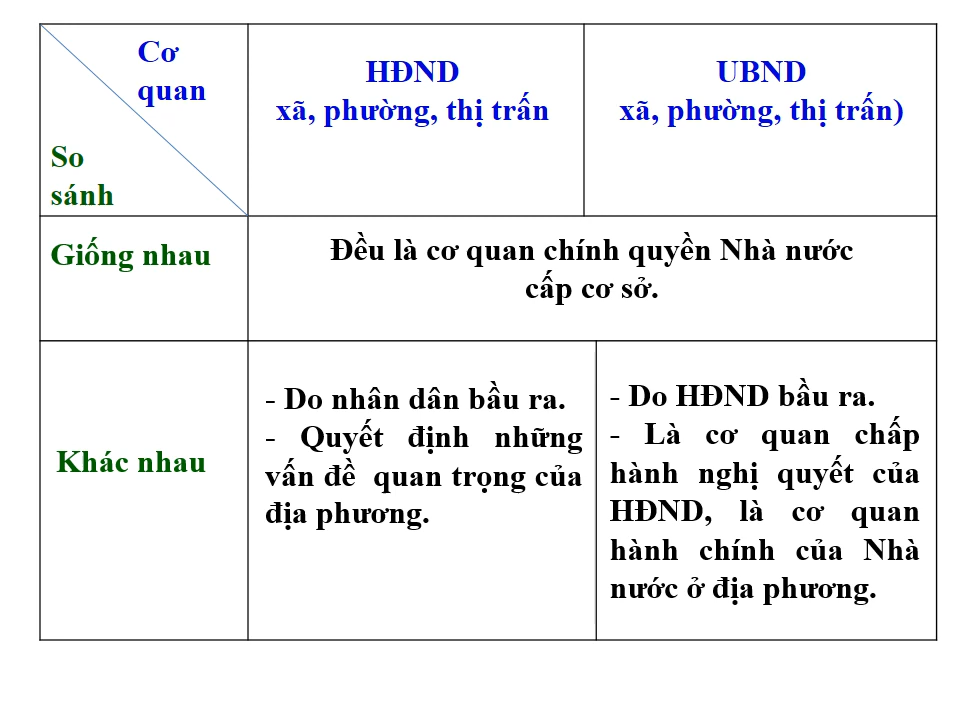 Cơ
quan
So
sánh
HĐND
xã, phường, thị trấn
UBND
xã, phường, thị trấn)
Giống nhau
Đều là cơ quan chính quyền Nhà nước
cấp cơ sở.
Khác nhau
- Do nhân dân bầu ra.
- Quyết định những
vấn đề quan trọng của
địa phương.
- Do HĐND bầu ra.
- Là cơ quan chấp
hành nghị quyết của
HĐND, là cơ quan
hành chính của Nhà
nước ở địa phương.